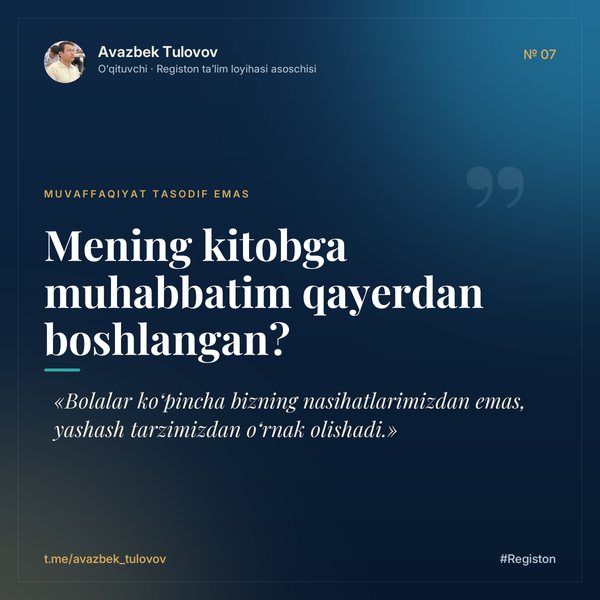 Avazbek Tulovov
O‘qituvchi · Registon ta’lim loyihasi asoschisi
№ 07
MUVAFFAQIYAT TASODIF EMAS
Mening kitobga
muhabbatim qayerdan
boshlangan?
«Bolalar ko‘pincha bizning nasihatlarimizdan emas,
yashash tarzimizdan o‘rnak olishadi.»
t.me/avazbek_tulovov
#Registon